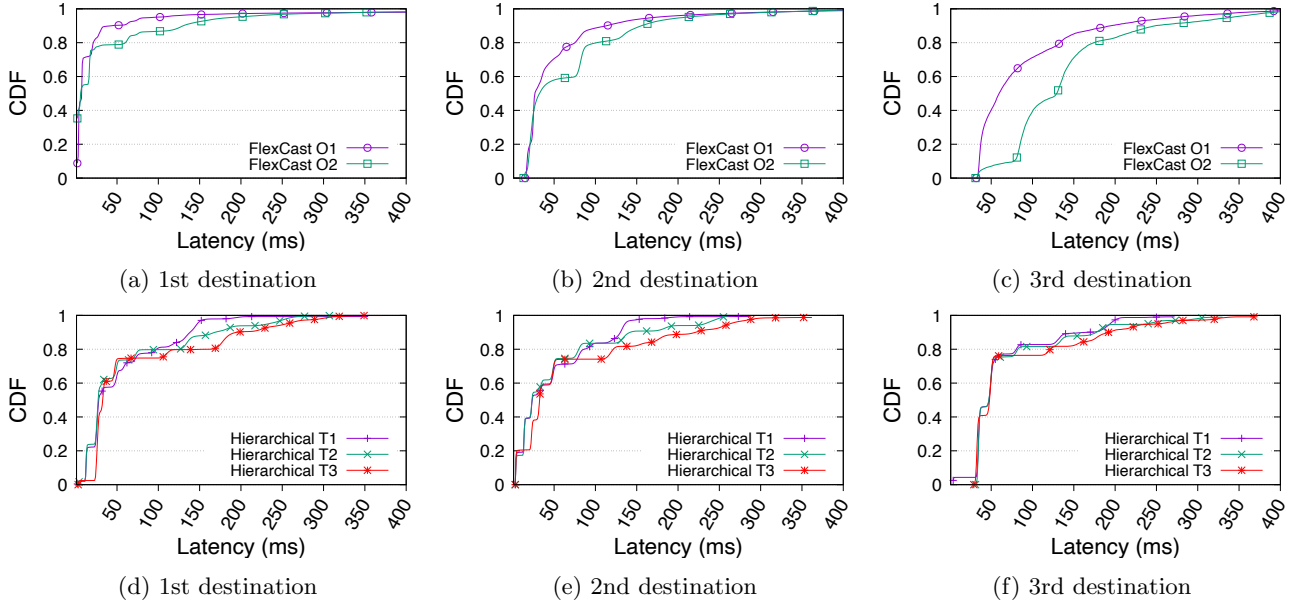 CDF
1
0.8
0.6
0.4
0.2
0
FlexCast O1
FlexCast O2
50 100 150 200 250 300 350 400
Latency (ms)
(a) 1st destination
CDF
1
0.8
0.6
0.4
0.2
0
FlexCast O1
FlexCast O2
50 100 150 200 250 300 350 400
Latency (ms)
(b) 2nd destination
CDF
1
0.8
0.6
0.4
0.2
0
FlexCast O1
FlexCast O2
50 100 150 200 250 300 350 400
Latency (ms)
(c) 3rd destination
CDF
1
0.8
0.6
0.4
0.2
0
Hierarchical T1
Hierarchical T2
Hierarchical T3
50 100 150 200 250 300 350 400
Latency (ms)
(d) 1st destination
CDF
1
0.8
0.6
0.4
0.2
0
Hierarchical T1
Hierarchical T2
Hierarchical T3
50 100 150 200 250 300 350 400
Latency (ms)
(e) 2nd destination
CDF
1
0.8
0.6
0.4
0.2
0
Hierarchical T1
Hierarchical T2
Hierarchical T3
50 100 150 200 250 300 350 400
Latency (ms)
(f) 3rd destination